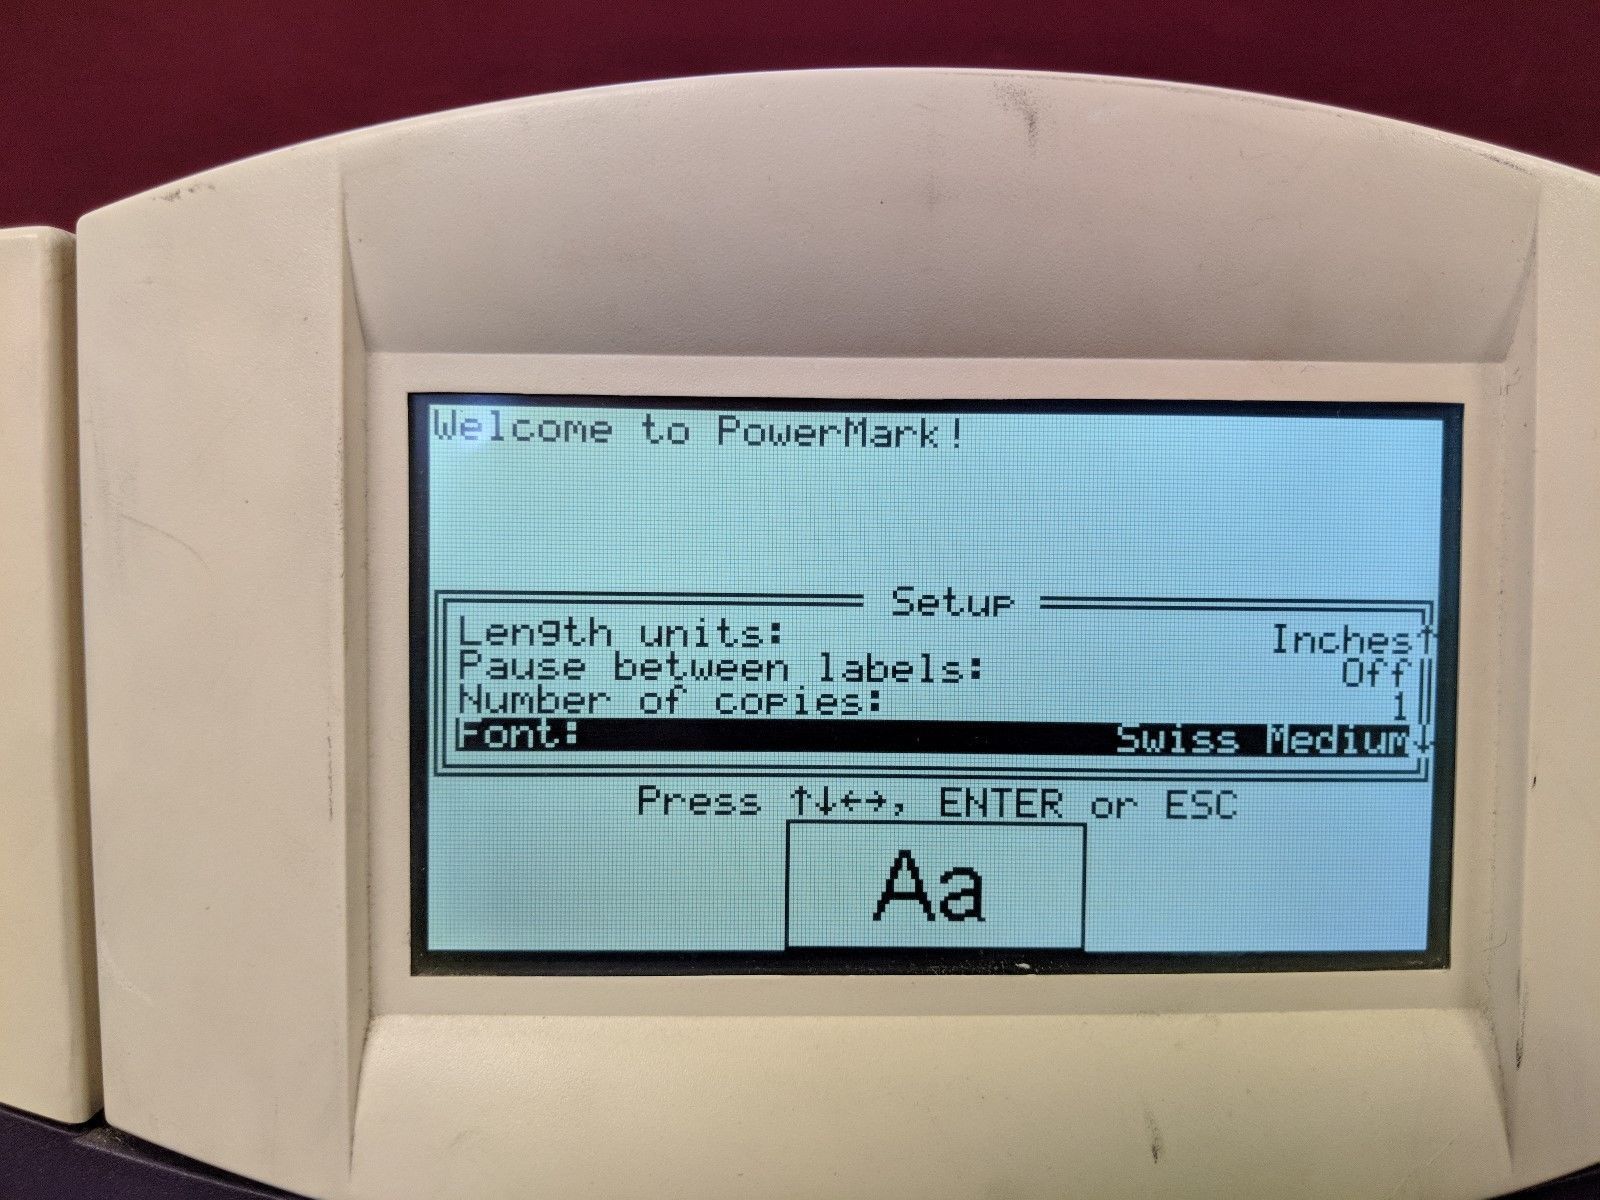 Welcome to PowerMark!
Setup
Length units: Inches↑
Pause between labels: Off
Number of copies: 1
Font: Swiss Medium↓
Press ↑↓←→, ENTER or ESC
Aa